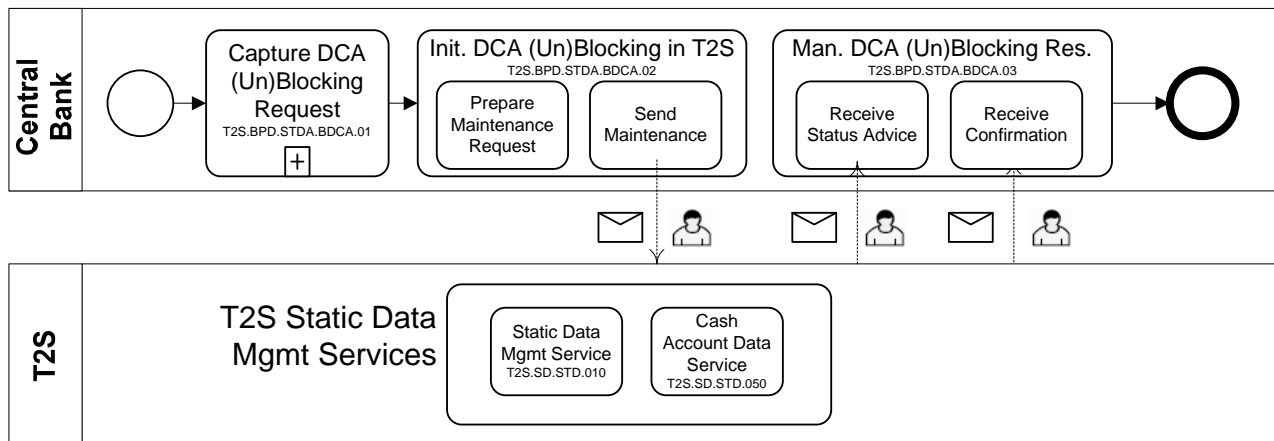 Central
Bank
Capture DCA
(Un)Blocking
Request
T2S.BPD.STDA.BDCA.01
+
Init. DCA (Un)Blocking in T2S
T2S.BPD.STDA.BDCA.02
Prepare
Maintenance
Request
Send
Maintenance
Man. DCA (Un)Blocking Res.
T2S.BPD.STDA.BDCA.03
Receive
Status Advice
Receive
Confirmation
T2S
T2S Static Data
Mgmt Services
Static Data
Mgmt Service
T2S.SD.STD.010
Cash
Account Data
Service
T2S.SD.STD.050